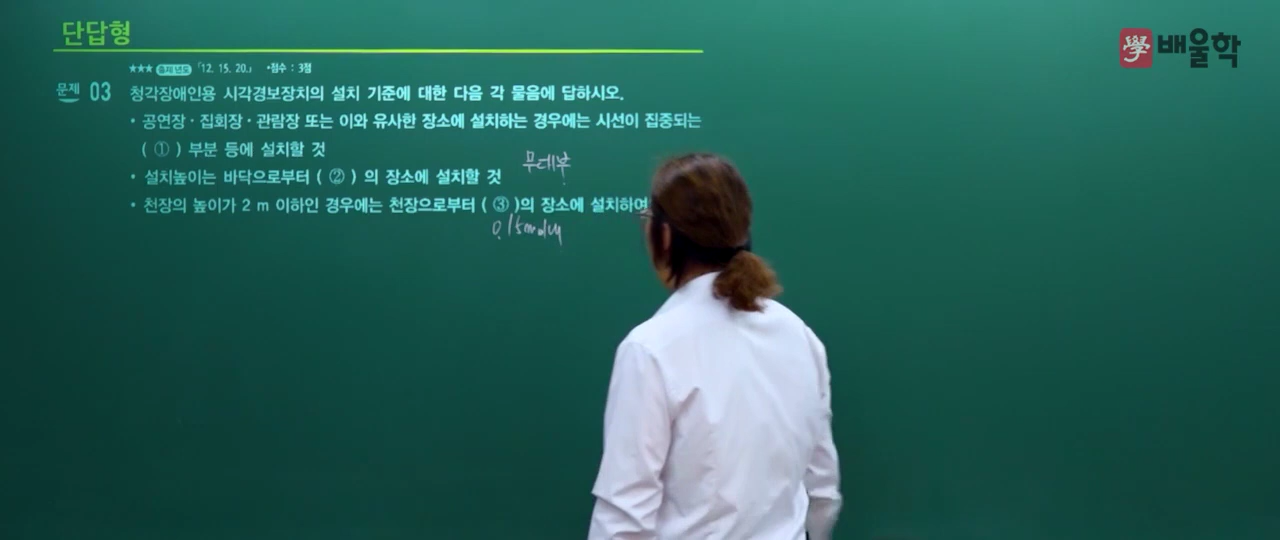 단답형
學 배울학
★★★ 출제년도 「12. 15. 20.」 •점수 : 3점
문제 03 청각장애인용 시각경보장치의 설치 기준에 대한 다음 각 물음에 답하시오.
• 공연장·집회장·관람장 또는 이와 유사한 장소에 설치하는 경우에는 시선이 집중되는
( ① ) 부분 등에 설치할 것
무대부
• 설치높이는 바닥으로부터 ( ② ) 의 장소에 설치할 것
• 천장의 높이가 2 m 이하인 경우에는 천장으로부터 ( ③ )의 장소에 설치하여
0.15m이내